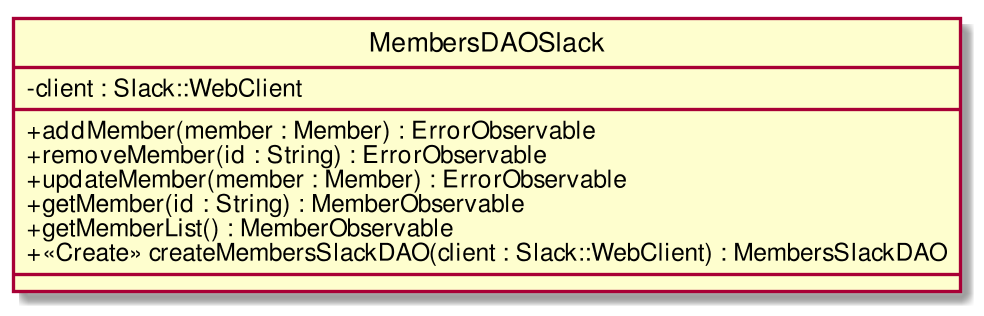 MembersDAOSlack
-client : Slack::WebClient
+addMember(member : Member) : ErrorObservable
+removeMember(id : String) : ErrorObservable
+updateMember(member : Member) : ErrorObservable
+getMember(id : String) : MemberObservable
+getMemberList() : MemberObservable
+«Create» createMembersSlackDAO(client : Slack::WebClient) : MembersSlackDAO